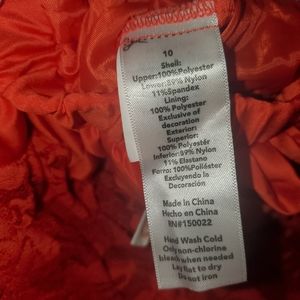 10
Shell:
Upper:100%Polyester
Lower:89% Nylon
11%Spandex
Lining:
100% Polyester
Exclusive of
decoration
Exterior:
Superior:
100% Polyester
Inferior:89% Nylon
11% Elastano
Forro: 100%Poliéster
Excluyendo la
Decoración
Made in China
Hecho en China
RN#150022
Hand Wash Cold
Only non-chlorine
bleach when needed
Lay flat to dry
Do not iron